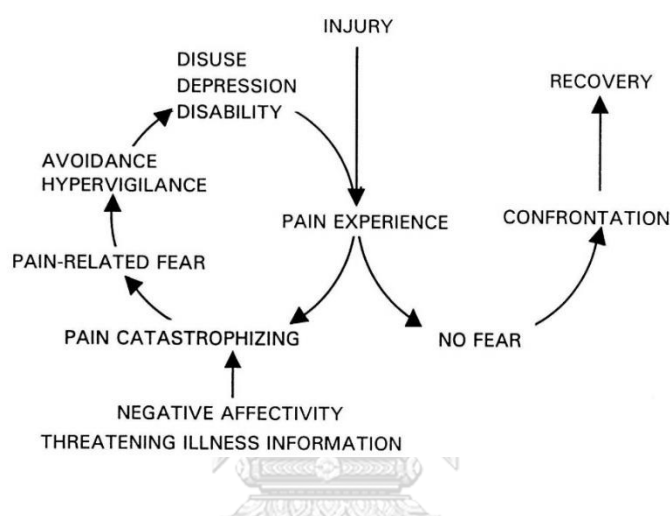 INJURY
DISUSE
DEPRESSION
DISABILITY
RECOVERY
AVOIDANCE
HYPERVIGILANCE
PAIN EXPERIENCE
CONFRONTATION
PAIN-RELATED FEAR
PAIN CATASTROPHIZING
NO FEAR
NEGATIVE AFFECTIVITY
THREATENING ILLNESS INFORMATION